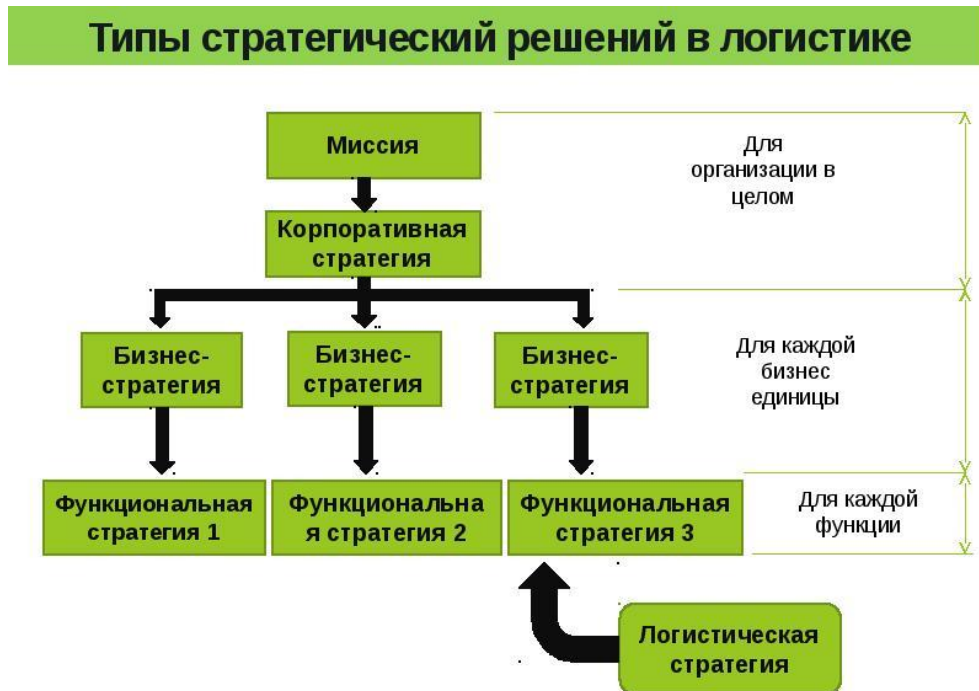 Типы стратегический решений в логистике
Миссия
Для
организации в
целом
Корпоративная
стратегия
Бизнес-
стратегия
Бизнес-
стратегия
Бизнес-
стратегия
Для каждой
бизнес
единицы
Функциональная
стратегия 1
Функциональна
я стратегия 2
Функциональная
стратегия 3
Для каждой
функции
Логистическая
стратегия